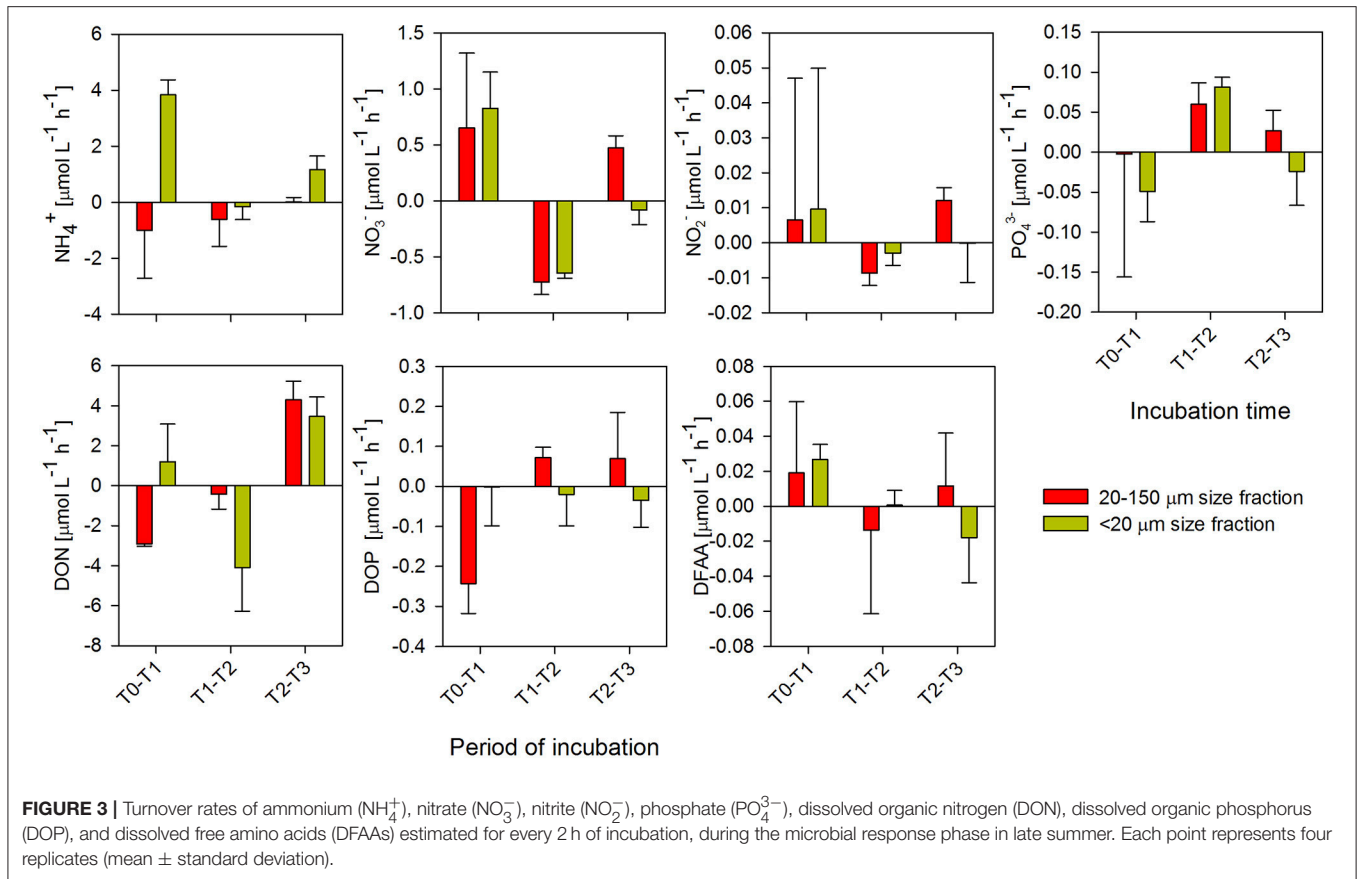 NH4+ [μmol L-1 h-1]
6
4
2
0
-2
-4
NO3- [μmol L-1 h-1]
1.5
1.0
0.5
0.0
-0.5
-1.0
NO2- [μmol L-1 h-1]
0.06
0.05
0.04
0.03
0.02
0.01
0.00
-0.01
-0.02
PO43- [μmol L-1 h-1]
0.15
0.10
0.05
0.00
-0.05
-0.10
-0.15
-0.20
T0-T1
T1-T2
T2-T3
Incubation time
DON [μmol L-1 h-1]
6
4
2
0
-2
-4
-6
-8
T0-T1
T1-T2
T2-T3
DOP [μmol L-1 h-1]
0.3
0.2
0.1
0.0
-0.1
-0.2
-0.3
-0.4
T0-T1
T1-T2
T2-T3
DFAA [μmol L-1 h-1]
0.08
0.06
0.04
0.02
0.00
-0.02
-0.04
-0.06
-0.08
T0-T1
T1-T2
T2-T3
20-150 μm size fraction
<20 μm size fraction
Period of incubation
FIGURE 3 | Turnover rates of ammonium (NH4+), nitrate (NO3−), nitrite (NO2−), phosphate (PO43−), dissolved organic nitrogen (DON), dissolved organic phosphorus
(DOP), and dissolved free amino acids (DFAAs) estimated for every 2 h of incubation, during the microbial response phase in late summer. Each point represents four
replicates (mean ± standard deviation).